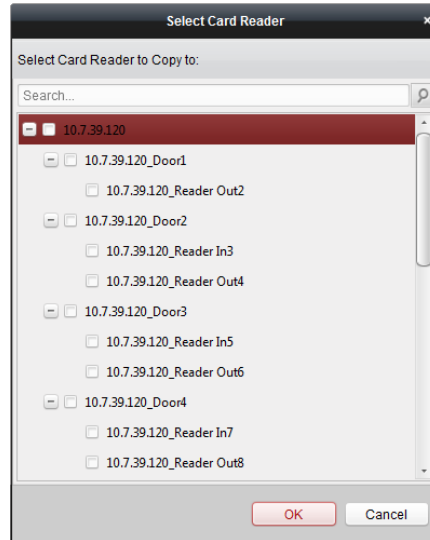 Select Card Reader
Select Card Reader to Copy to:
Search...
10.7.39.120
10.7.39.120_Door1
10.7.39.120_Reader Out2
10.7.39.120_Door2
10.7.39.120_Reader In3
10.7.39.120_Reader Out4
10.7.39.120_Door3
10.7.39.120_Reader In5
10.7.39.120_Reader Out6
10.7.39.120_Door4
10.7.39.120_Reader In7
10.7.39.120_Reader Out8
OK Cancel